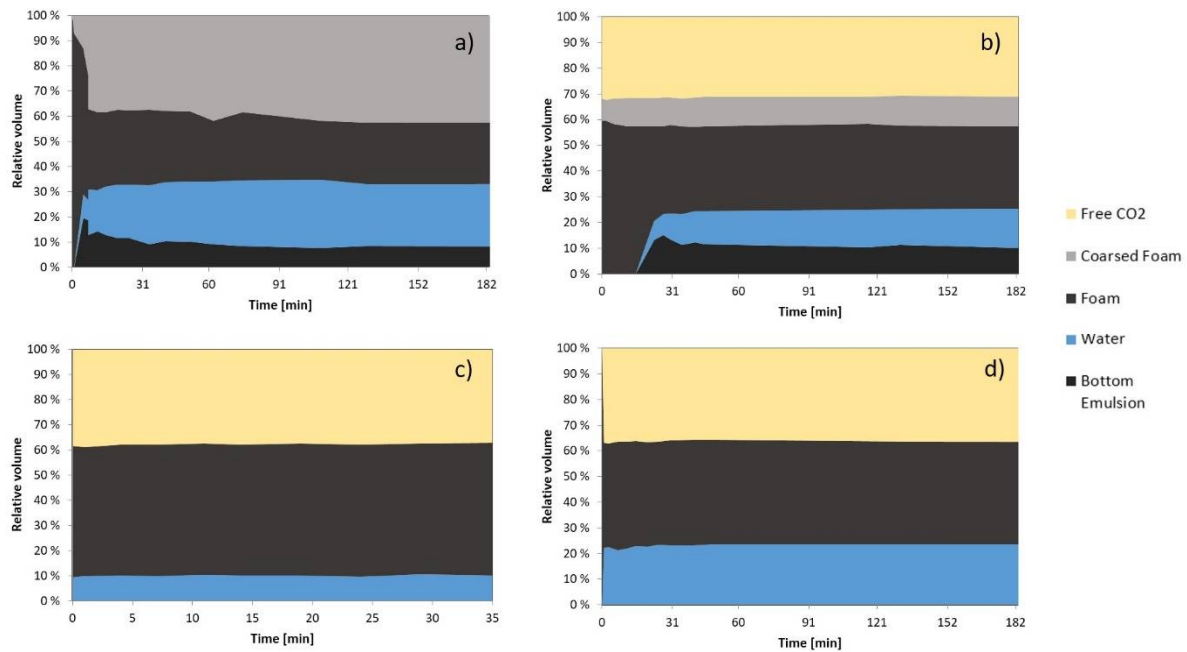 100 %
90 %
80 %
70 %
60 %
50 %
40 %
30 %
20 %
10 %
0 %
Relative volume
a)
0 31 60 91 121 152 182
Time [min]
100 %
90 %
80 %
70 %
60 %
50 %
40 %
30 %
20 %
10 %
0 %
Relative volume
b)
0 31 60 91 121 152 182
Time [min]
100 %
90 %
80 %
70 %
60 %
50 %
40 %
30 %
20 %
10 %
0 %
Relative volume
c)
0 5 10 15 20 25 30 35
Time [min]
100 %
90 %
80 %
70 %
60 %
50 %
40 %
30 %
20 %
10 %
0 %
Relative volume
d)
0 31 60 91 121 152 182
Time [min]
Free CO2
Coarsed Foam
Foam
Water
Bottom
Emulsion